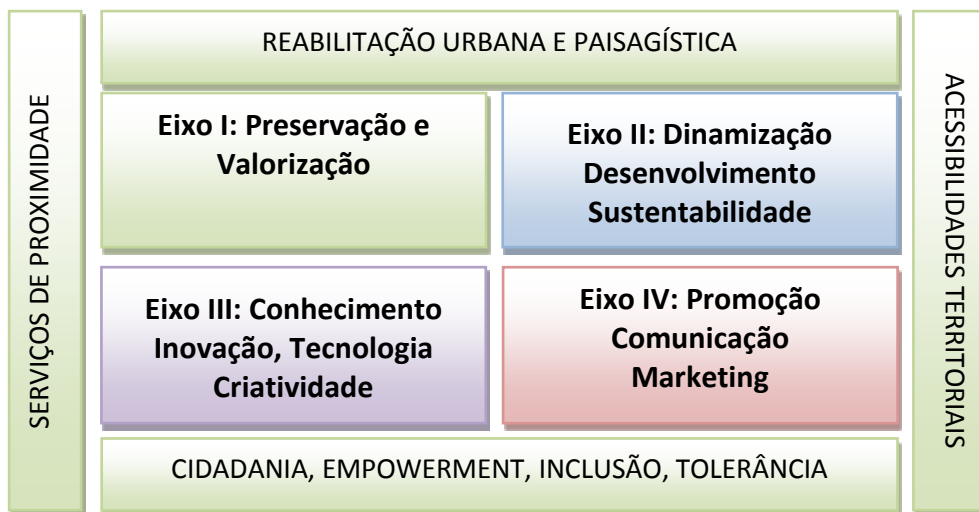 SERVIÇOS DE PROXIMIDADE
REABILITAÇÃO URBANA E PAISAGÍSTICA
Eixo I: Preservação e
Valorização
Eixo II: Dinamização
Desenvolvimento
Sustentabilidade
Eixo III: Conhecimento
Inovação, Tecnologia
Criatividade
Eixo IV: Promoção
Comunicação
Marketing
CIDADANIA, EMPOWERMENT, INCLUSÃO, TOLERÂNCIA
ACESSIBILIDADES TERRITORIAIS